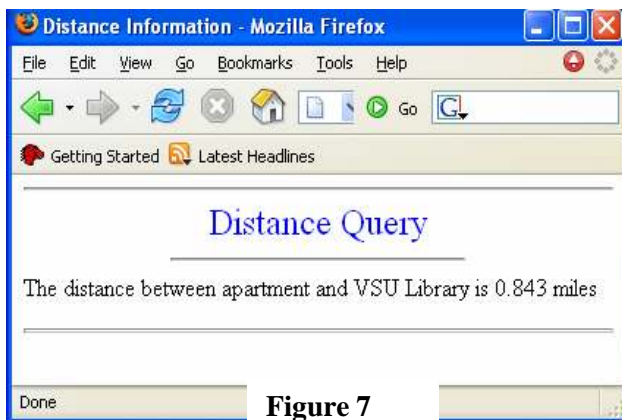 Distance Information - Mozilla Firefox
File Edit View Go Bookmarks Tools Help
Go G
Getting Started Latest Headlines
Distance Query
The distance between apartment and VSU Library is 0.843 miles
Done
Figure 7